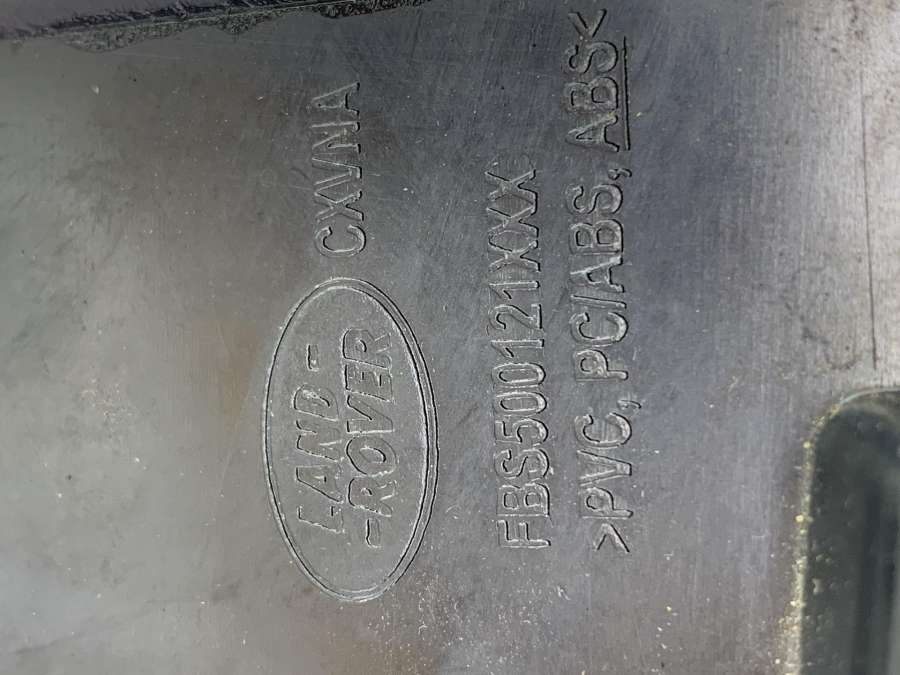 LAND-
-ROVER
CXVNA
FBS500121XXX
>PVC, PC/ABS, ABS<